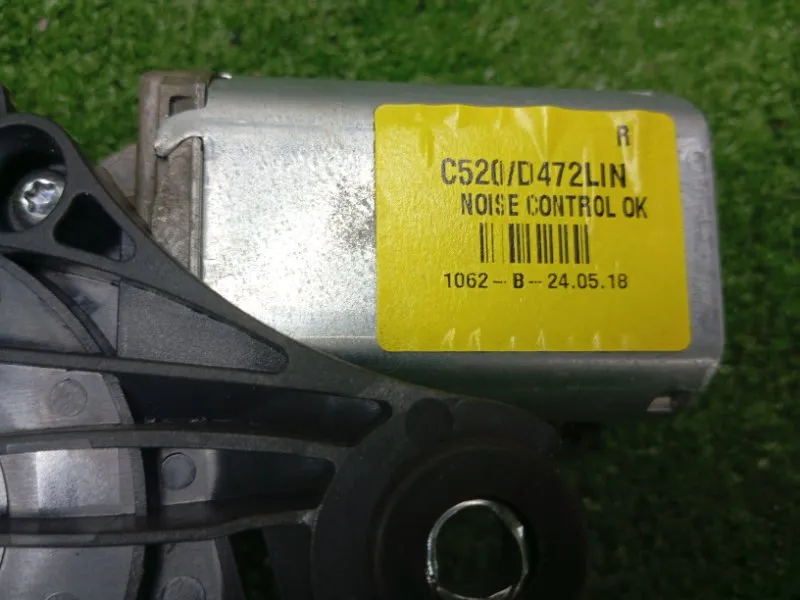 R
C520/D472LIN
NOISE CONTROL OK
1062-B-24.05.18